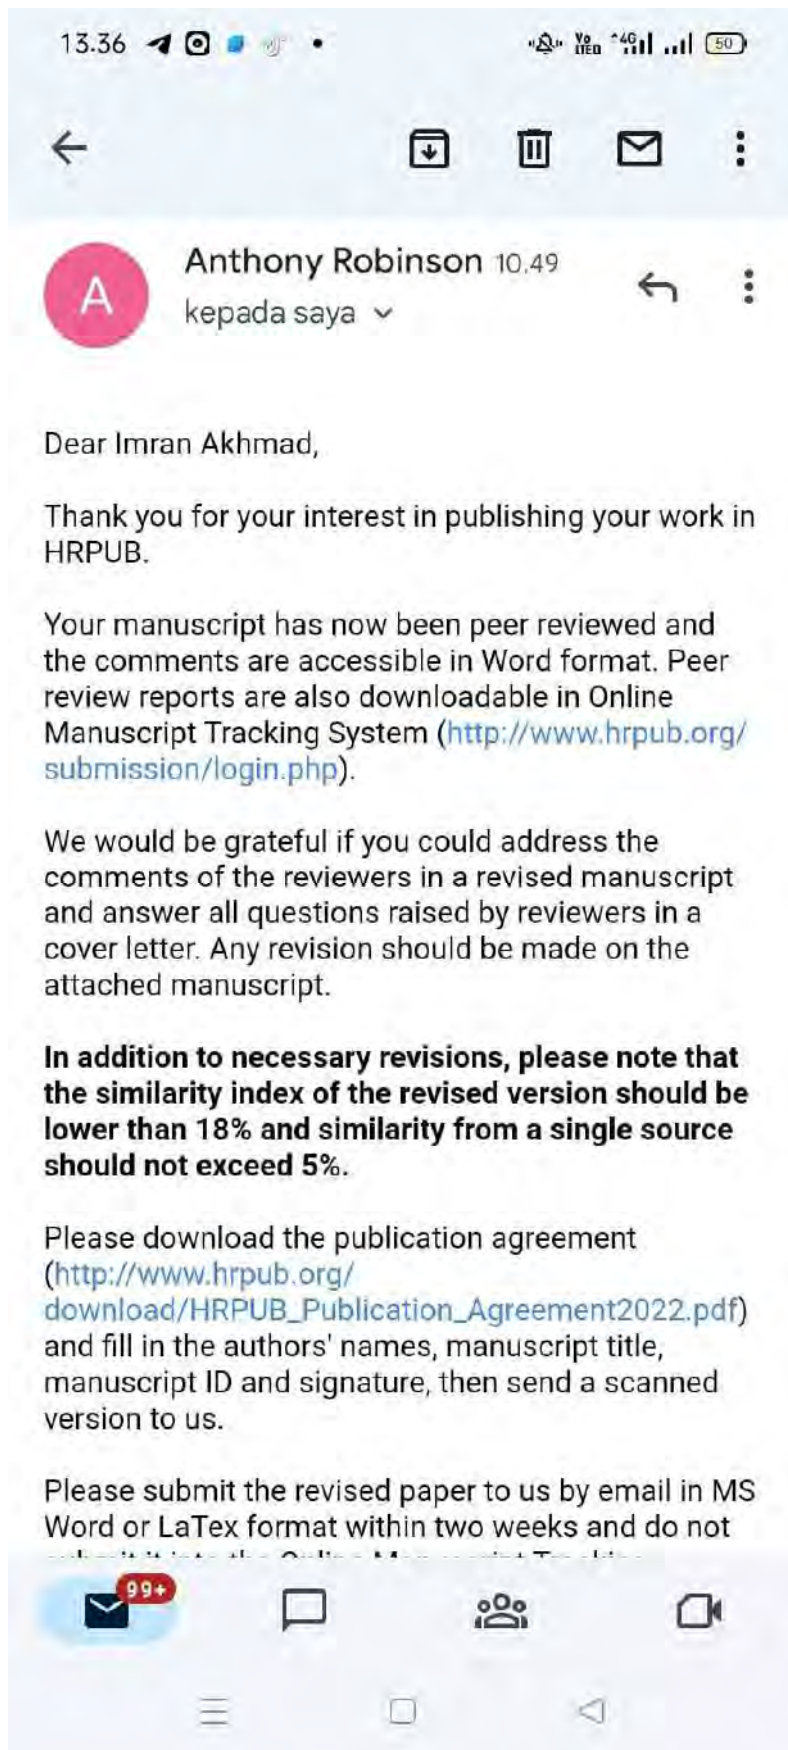 13.36
Vo
LTED
4G
50
Anthony Robinson 10.49
A
kepada saya
Dear Imran Akhmad,
Thank you for your interest in publishing your work in
HRPUB.
Your manuscript has now been peer reviewed and
the comments are accessible in Word format. Peer
review reports are also downloadable in Online
Manuscript Tracking System (http://www.hrpub.org/
submission/login.php).
We would be grateful if you could address the
comments of the reviewers in a revised manuscript
and answer all questions raised by reviewers in a
cover letter. Any revision should be made on the
attached manuscript.
In addition to necessary revisions, please note that
the similarity index of the revised version should be
lower than 18% and similarity from a single source
should not exceed 5%.
Please download the publication agreement
(http://www.hrpub.org/
download/HRPUB_Publication_Agreement2022.pdf)
and fill in the authors' names, manuscript title,
manuscript ID and signature, then send a scanned
version to us.
Please submit the revised paper to us by email in MS
Word or LaTex format within two weeks and do not
99+